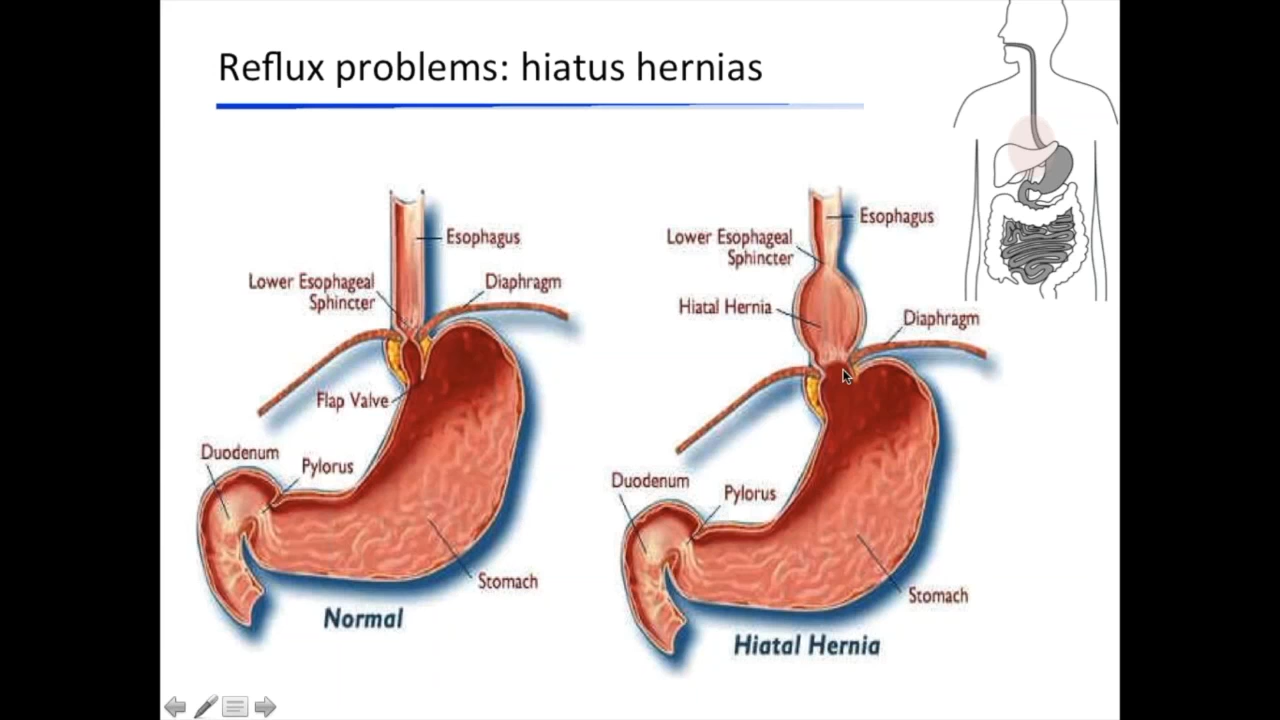 Reflux problems: hiatus hernias
Esophagus
Lower Esophageal
Sphincter
Diaphragm
Flap Valve
Duodenum
Pylorus
Stomach
Normal
Esophagus
Lower Esophageal
Sphincter
Hiatal Hernia
Diaphragm
Duodenum
Pylorus
Stomach
Hiatal Hernia